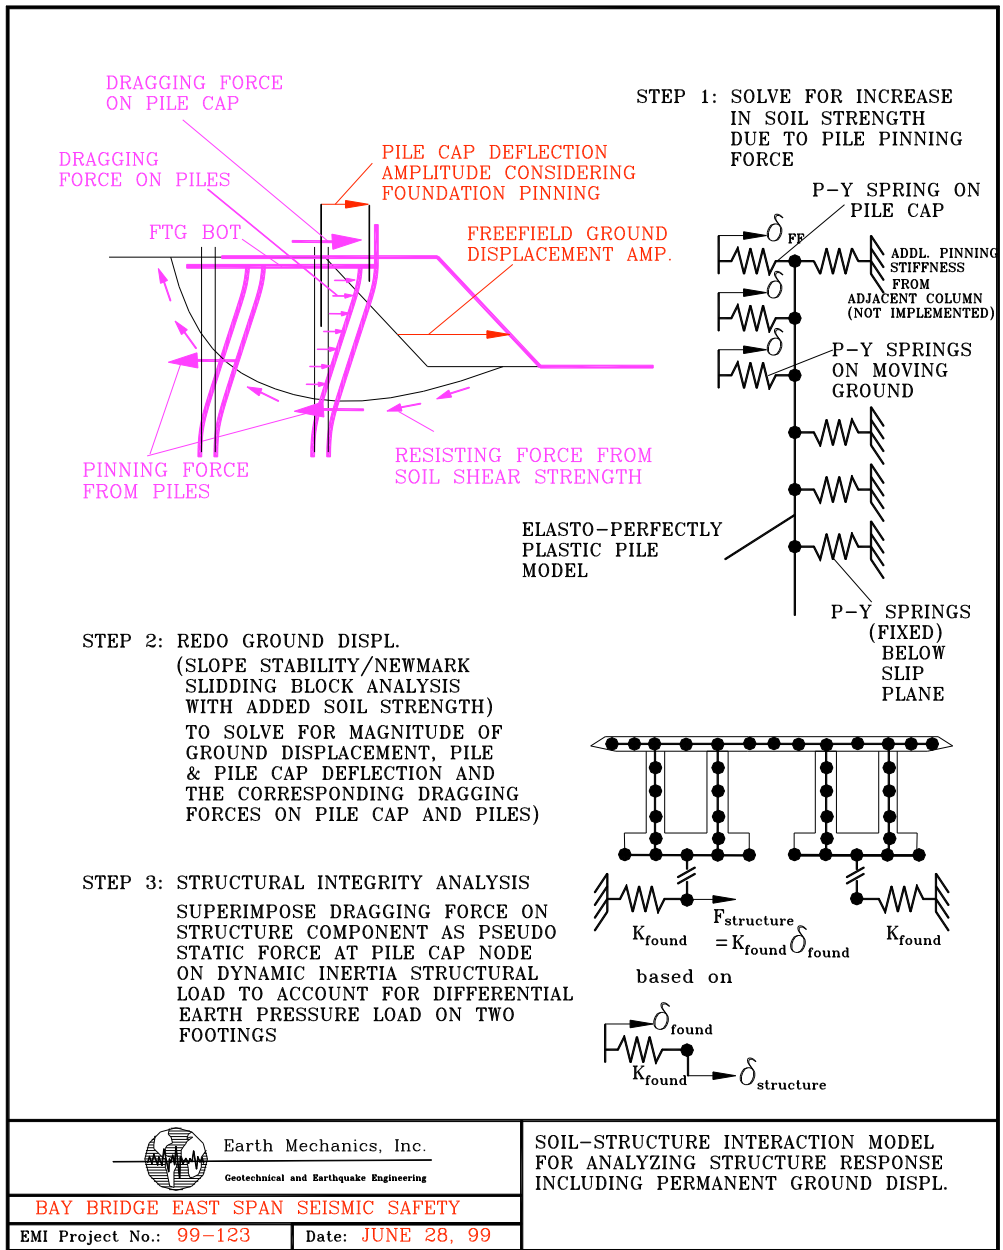 DRAGGING FORCE
ON PILE CAP
DRAGGING
FORCE ON PILES
FTG BOT
PILE CAP DEFLECTION
AMPLITUDE CONSIDERING
FOUNDATION PINNING
FREEFIELD GROUND
DISPLACEMENT AMP.
PINNING FORCE
FROM PILES
RESISTING FORCE FROM
SOIL SHEAR STRENGTH
STEP 1: SOLVE FOR INCREASE
IN SOIL STRENGTH
DUE TO PILE PINNING
FORCE
P-Y SPRING ON
PILE CAP
δFF
ADDL. PINNING
STIFFNESS
FROM
ADJACENT COLUMN
(NOT IMPLEMENTED)
δ
δ
P-Y SPRINGS
ON MOVING
GROUND
ELASTO-PERFECTLY
PLASTIC PILE
MODEL
P-Y SPRINGS
(FIXED)
BELOW
SLIP
PLANE
STEP 2: REDO GROUND DISPL.
(SLOPE STABILITY/NEWMARK
SLIDDING BLOCK ANALYSIS
WITH ADDED SOIL STRENGTH)
TO SOLVE FOR MAGNITUDE OF
GROUND DISPLACEMENT, PILE
& PILE CAP DEFLECTION AND
THE CORRESPONDING DRAGGING
FORCES ON PILE CAP AND PILES)
STEP 3: STRUCTURAL INTEGRITY ANALYSIS
SUPERIMPOSE DRAGGING FORCE ON
STRUCTURE COMPONENT AS PSEUDO
STATIC FORCE AT PILE CAP NODE
ON DYNAMIC INERTIA STRUCTURAL
LOAD TO ACCOUNT FOR DIFFERENTIAL
EARTH PRESSURE LOAD ON TWO
FOOTINGS
Kfound
Fstructure
=Kfound δfound
Kfound
based on
δfound
Kfound
δstructure
Earth Mechanics, Inc.
Geotechnical and Earthquake Engineering
BAY BRIDGE EAST SPAN SEISMIC SAFETY
EMI Project No.: 99-123
Date: JUNE 28, 99
SOIL-STRUCTURE INTERACTION MODEL
FOR ANALYZING STRUCTURE RESPONSE
INCLUDING PERMANENT GROUND DISPL.